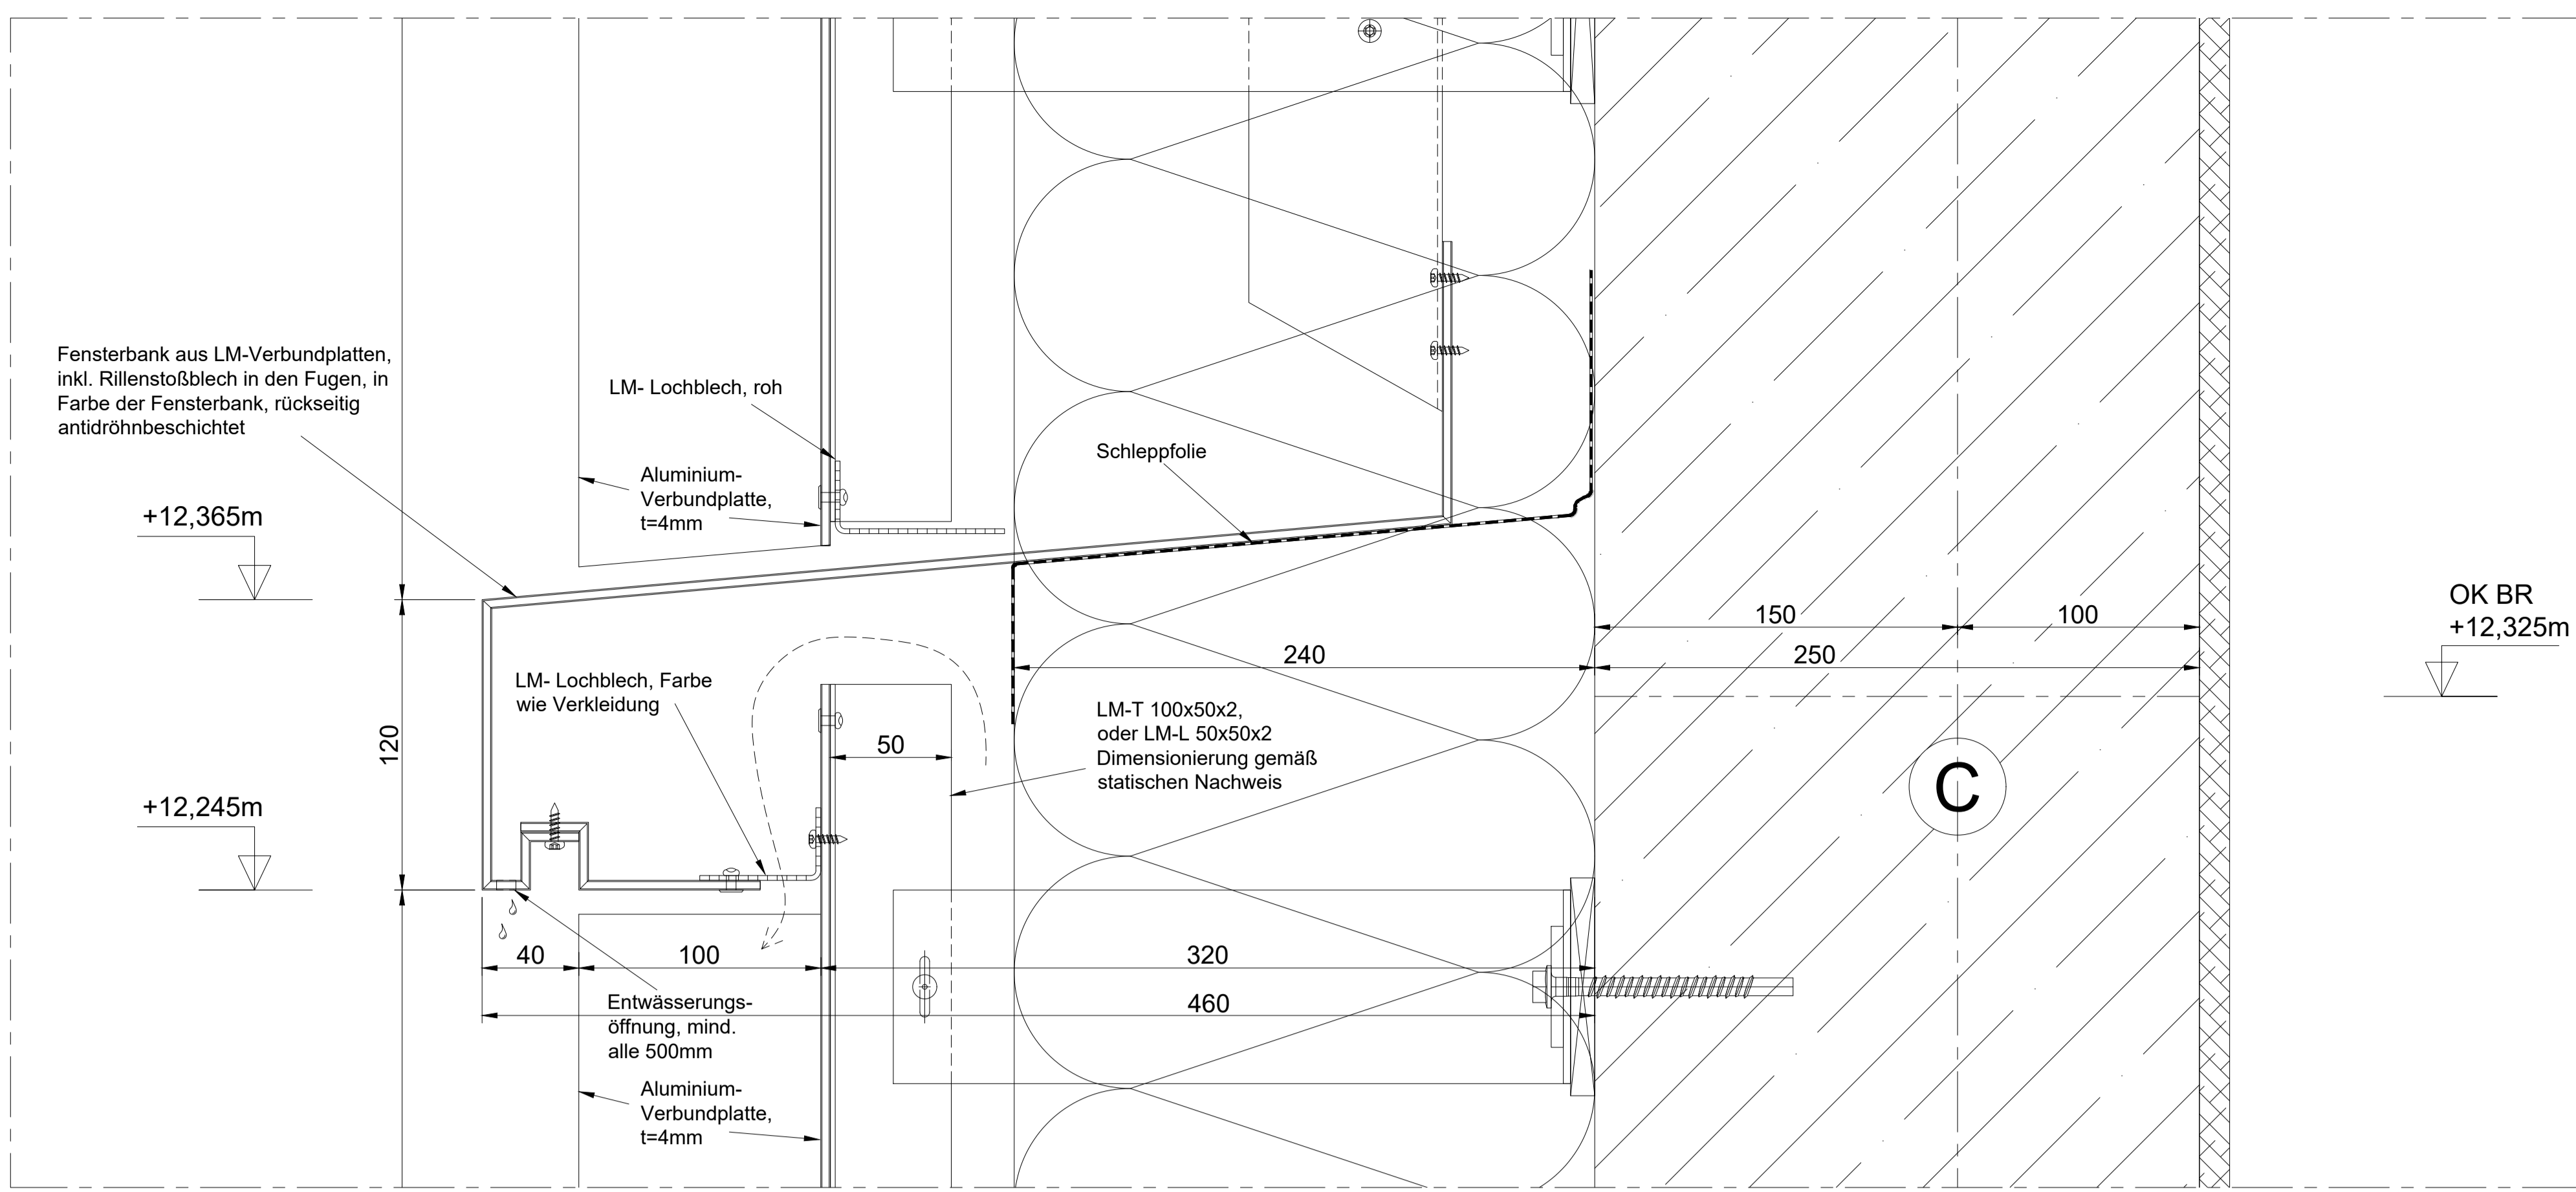 Fensterbank aus LM-Verbundplatten,
inkl. Rillenstoßblech in den Fugen, in
Farbe der Fensterbank, rückseitig
antidröhnbeschichtet
LM- Lochblech, roh
Aluminium-
Verbundplatte,
t=4mm
Schleppfolie
+12,365m
OK BR
+12,325m
150
100
240
250
LM- Lochblech, Farbe
wie Verkleidung
LM-T 100x50x2,
oder LM-L 50x50x2
Dimensionierung gemäß
statischen Nachweis
50
120
C
+12,245m
40
100
320
460
Entwässerungs-
öffnung, mind.
alle 500mm
Aluminium-
Verbundplatte,
t=4mm